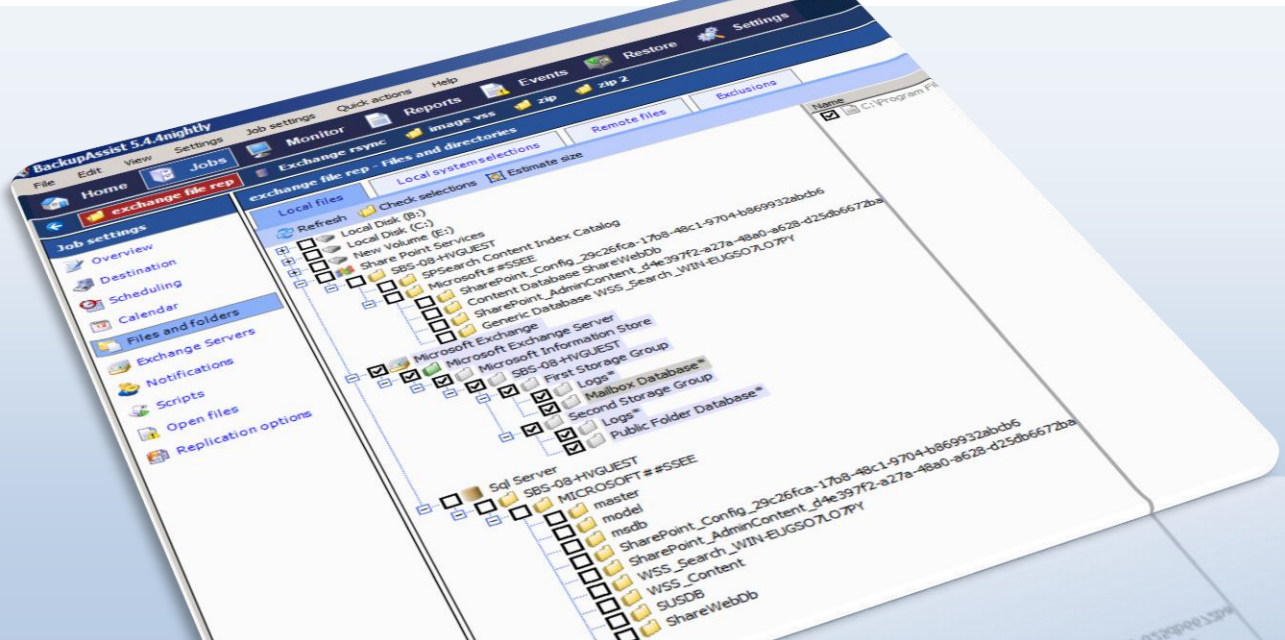 BackupAssist 5.4.4nightly
File Edit View Settings Job settings Quick actions Help
Home Jobs Monitor Reports Events Restore Settings
exchange file rep Exchange rsync image vss zip zip 2
Job settings
Overview
Destination
Scheduling
Calendar
Files and folders
Exchange Servers
Notifications
Scripts
Open files
Replication options
exchange file rep - Files and directories
Local files Local system selections Remote files Exclusions
Refresh Check selections Estimate size
Local Disk (B:)
Local Disk (C:)
New Volume (E:)
Share Point Services
SBS-08-HVGUEST
SPSearch Content Index Catalog
Microsoft##SSEE
SharePoint_Config_29c26fca-17b8-48c1-9704-b869932abcb6
Content Database ShareWebDb
SharePoint_AdminContent_d4e397f2-a27a-48a0-a628-d25db6672ba
Generic Database WSS_Search_WIN-EUGSO7LO7PY
Microsoft Exchange
Microsoft Exchange Server
Microsoft Information Store
SBS-08-HVGUEST
First Storage Group
Logs*
Mailbox Database*
Second Storage Group
Logs*
Public Folder Database*
Sql Server
SBS-08-HVGUEST
MICROSOFT##SSEE
master
model
msdb
SharePoint_Config_29c26fca-17b8-48c1-9704-b869932abcb6
SharePoint_AdminContent_d4e397f2-a27a-48a0-a628-d25db6672ba
WSS_Search_WIN-EUGSO7LO7PY
WSS_Content
SUSDB
ShareWebDb
Name
C:\Program Fil